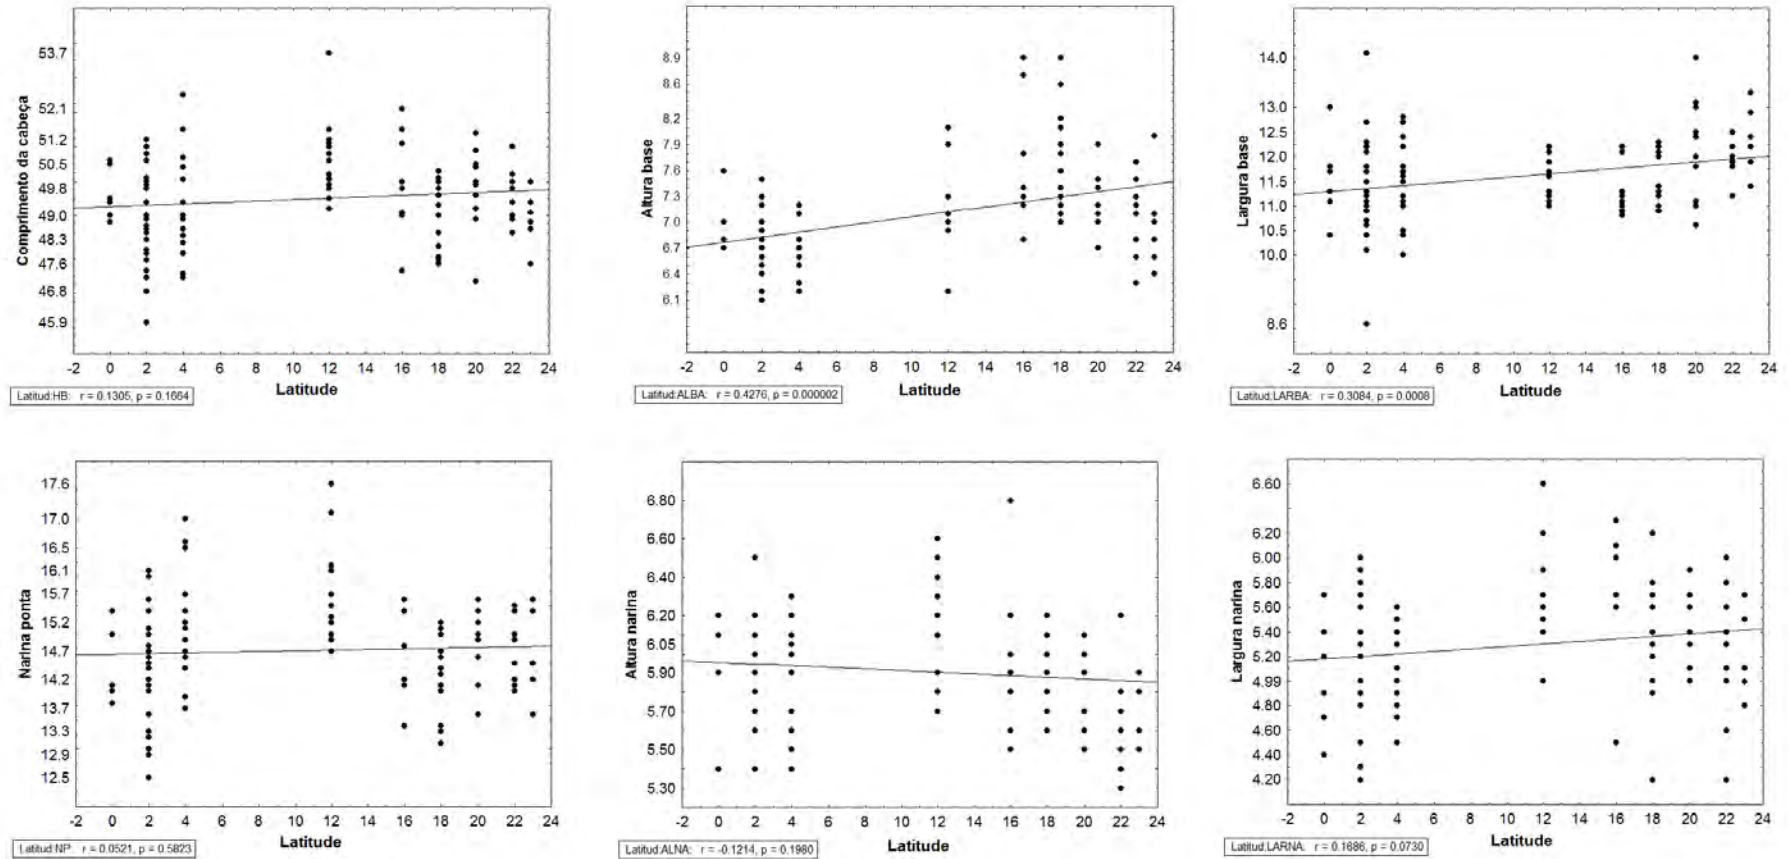 Comprimento da cabeça
53.7
52.1
51.2
50.5
49.8
49.0
48.3
47.6
46.8
45.9
-2 0 2 4 6 8 10 12 14 16 18 20 22 24
Latitude
Latitud:HB: r = 0.1305, p = 0.1664
Altura base
8.9
8.6
8.2
7.9
7.6
7.3
7.0
6.7
6.4
6.1
-2 0 2 4 6 8 10 12 14 16 18 20 22 24
Latitude
Latitud:ALBA: r = 0.4276, p = 0.000002
Largura base
14.0
13.0
12.5
12.0
11.5
11.0
10.5
10.0
8.6
-2 0 2 4 6 8 10 12 14 16 18 20 22 24
Latitude
Latitud:LARBA: r = 0.3084, p = 0.0008
Narina ponta
17.6
17.0
16.5
16.1
15.7
15.2
14.7
14.2
13.7
13.3
12.9
12.5
-2 0 2 4 6 8 10 12 14 16 18 20 22 24
Latitude
Latitud:NP: r = 0.0521, p = 0.5823
Altura narina
6.80
6.60
6.40
6.20
6.05
5.90
5.70
5.50
5.30
-2 0 2 4 6 8 10 12 14 16 18 20 22 24
Latitude
Latitud:ALNA: r = -0.1214, p = 0.1980
Largura narina
6.60
6.20
6.00
5.80
5.60
5.40
5.20
4.99
4.80
4.60
4.40
4.20
-2 0 2 4 6 8 10 12 14 16 18 20 22 24
Latitude
Latitud:LARNA: r = 0.1686, p = 0.0730